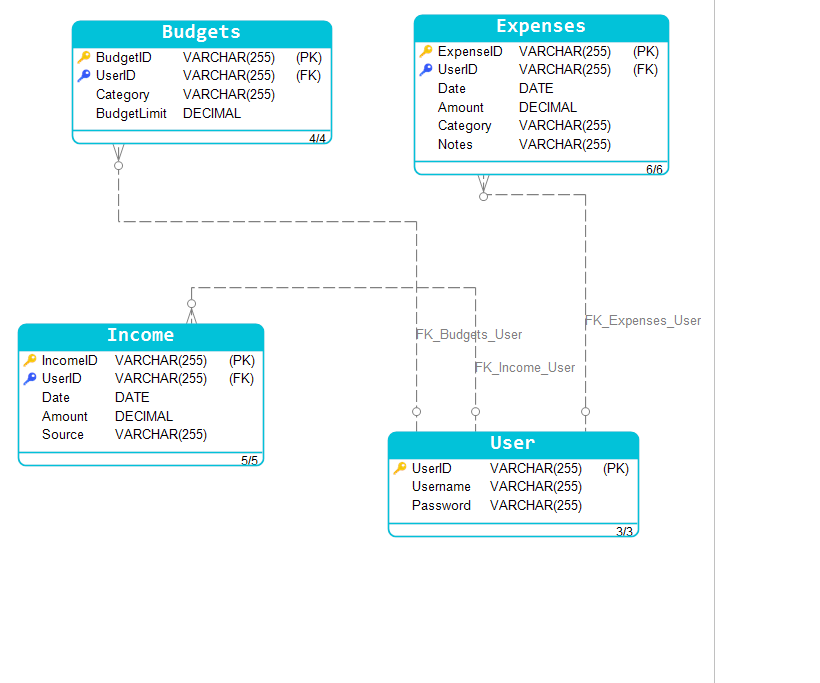 Budgets
BudgetID VARCHAR(255) (PK)
UserID VARCHAR(255) (FK)
Category VARCHAR(255)
BudgetLimit DECIMAL
4/4
Expenses
ExpenseID VARCHAR(255) (PK)
UserID VARCHAR(255) (FK)
Date DATE
Amount DECIMAL
Category VARCHAR(255)
Notes VARCHAR(255)
6/6
FK_Expenses_User
FK_Budgets_User
FK_Income_User
Income
IncomeID VARCHAR(255) (PK)
UserID VARCHAR(255) (FK)
Date DATE
Amount DECIMAL
Source VARCHAR(255)
5/5
User
UserID VARCHAR(255) (PK)
Username VARCHAR(255)
Password VARCHAR(255)
3/3